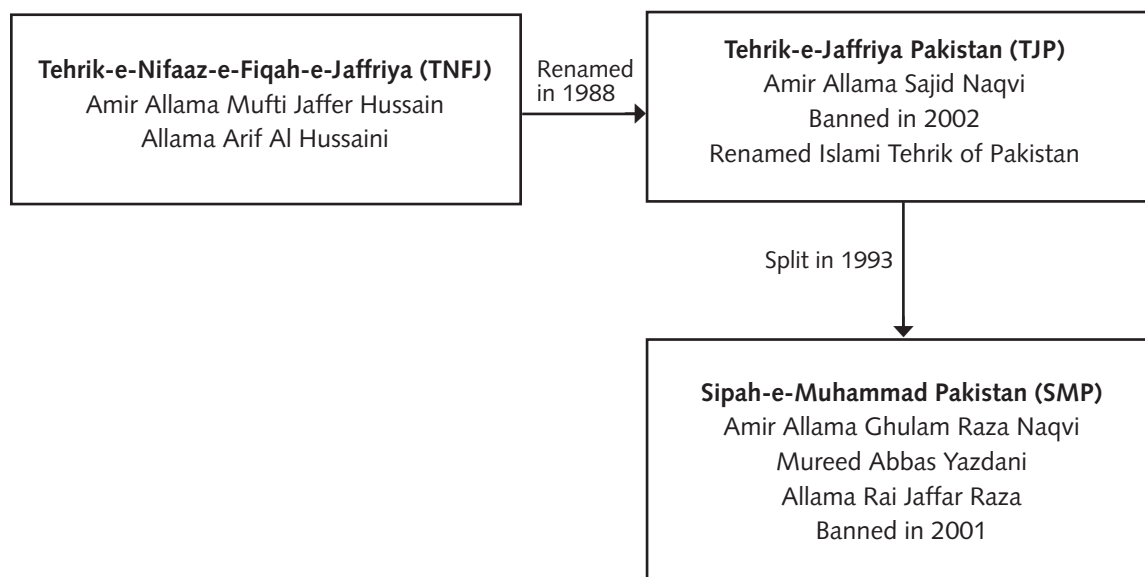 Tehrik-e-Nifaaz-e-Fiqah-e-Jaffriya (TNFJ)
Amir Allama Mufti Jaffer Hussain
Allama Arif Al Hussaini
Renamed
in 1988
Tehrik-e-Jaffriya Pakistan (TJP)
Amir Allama Sajid Naqvi
Banned in 2002
Renamed Islami Tehrik of Pakistan
Split in 1993
Sipah-e-Muhammad Pakistan (SMP)
Amir Allama Ghulam Raza Naqvi
Mureed Abbas Yazdani
Allama Rai Jaffar Raza
Banned in 2001